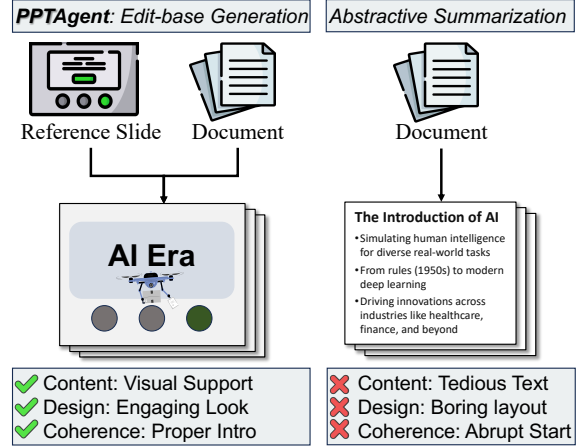 PPTAgent: Edit-base Generation
Reference Slide
Document
AI Era
Content: Visual Support
Design: Engaging Look
Coherence: Proper Intro
Abstractive Summarization
Document
The Introduction of AI
•Simulating human intelligence
for diverse real-world tasks
•From rules (1950s) to modern
deep learning
•Driving innovations across
industries like healthcare,
finance, and beyond
Content: Tedious Text
Design: Boring layout
Coherence: Abrupt Start